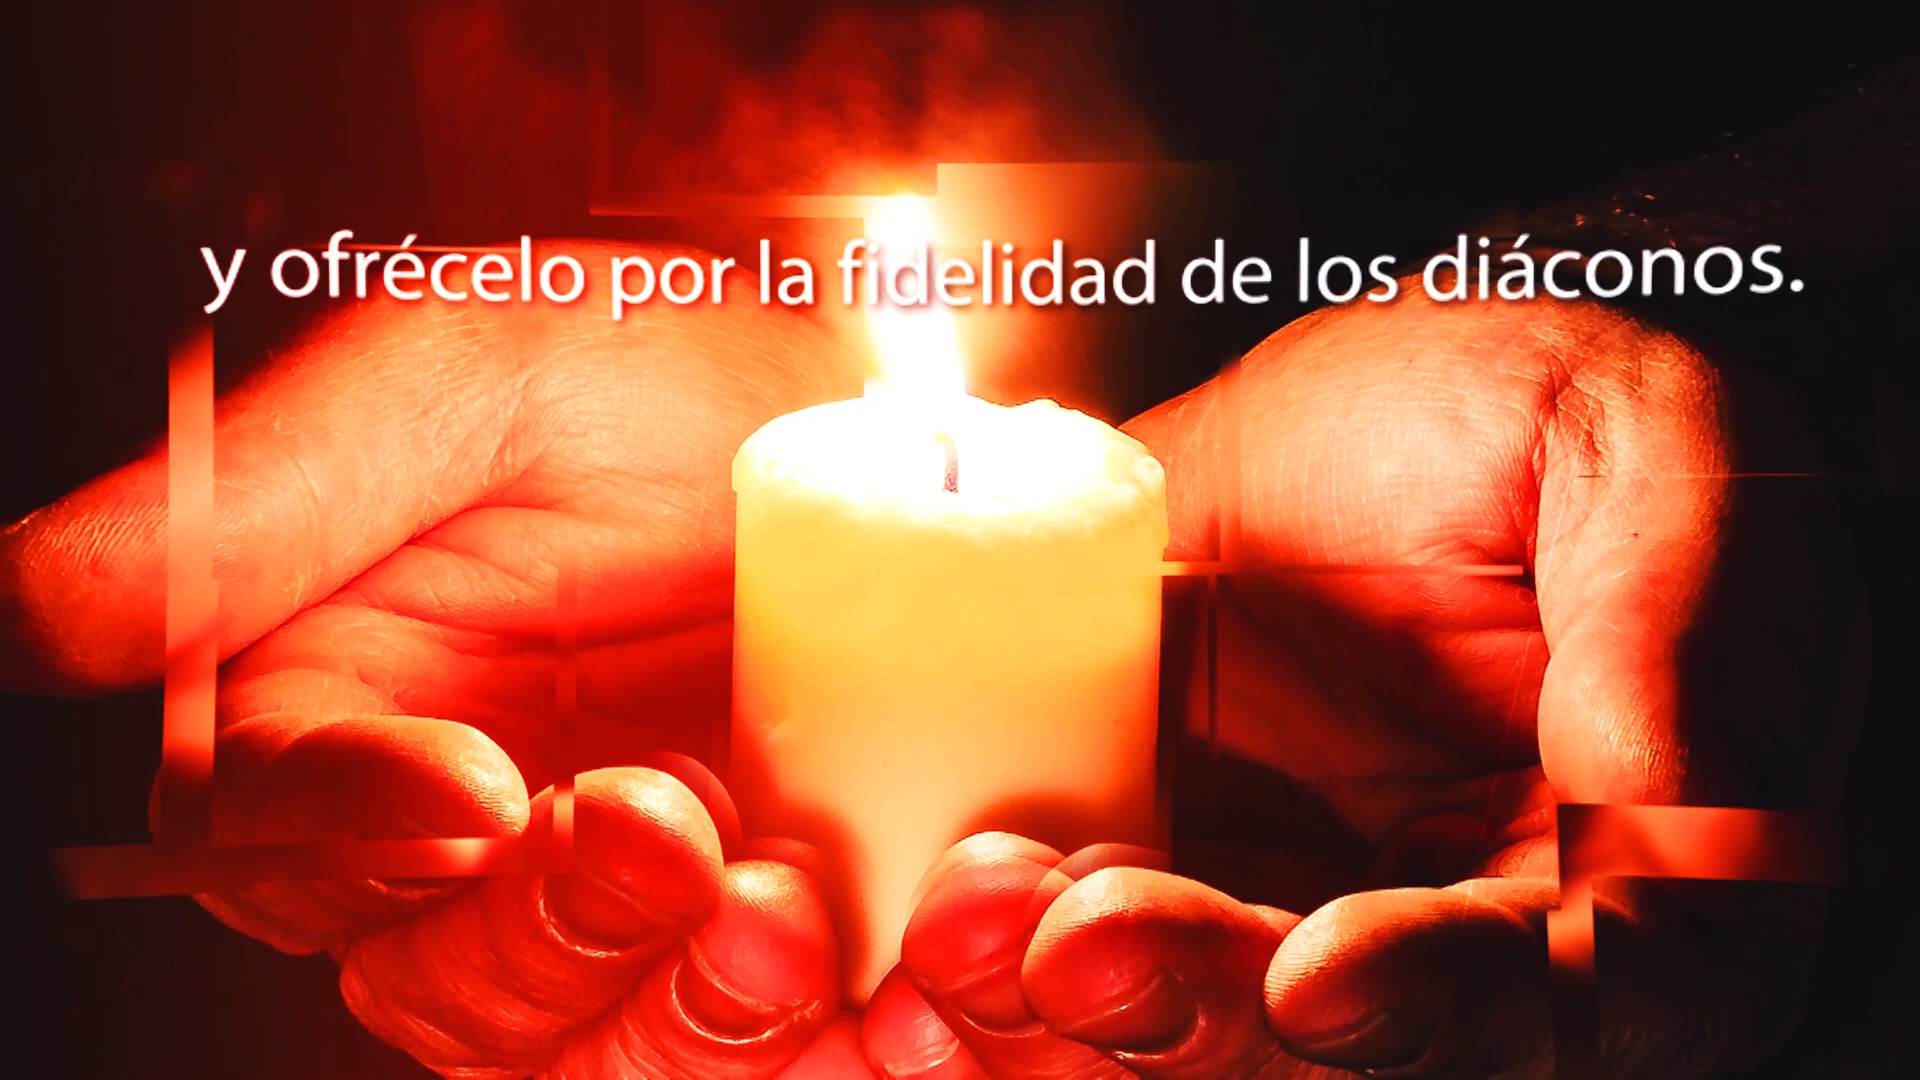 y ofrécelo por la fidelidad de los diáconos.